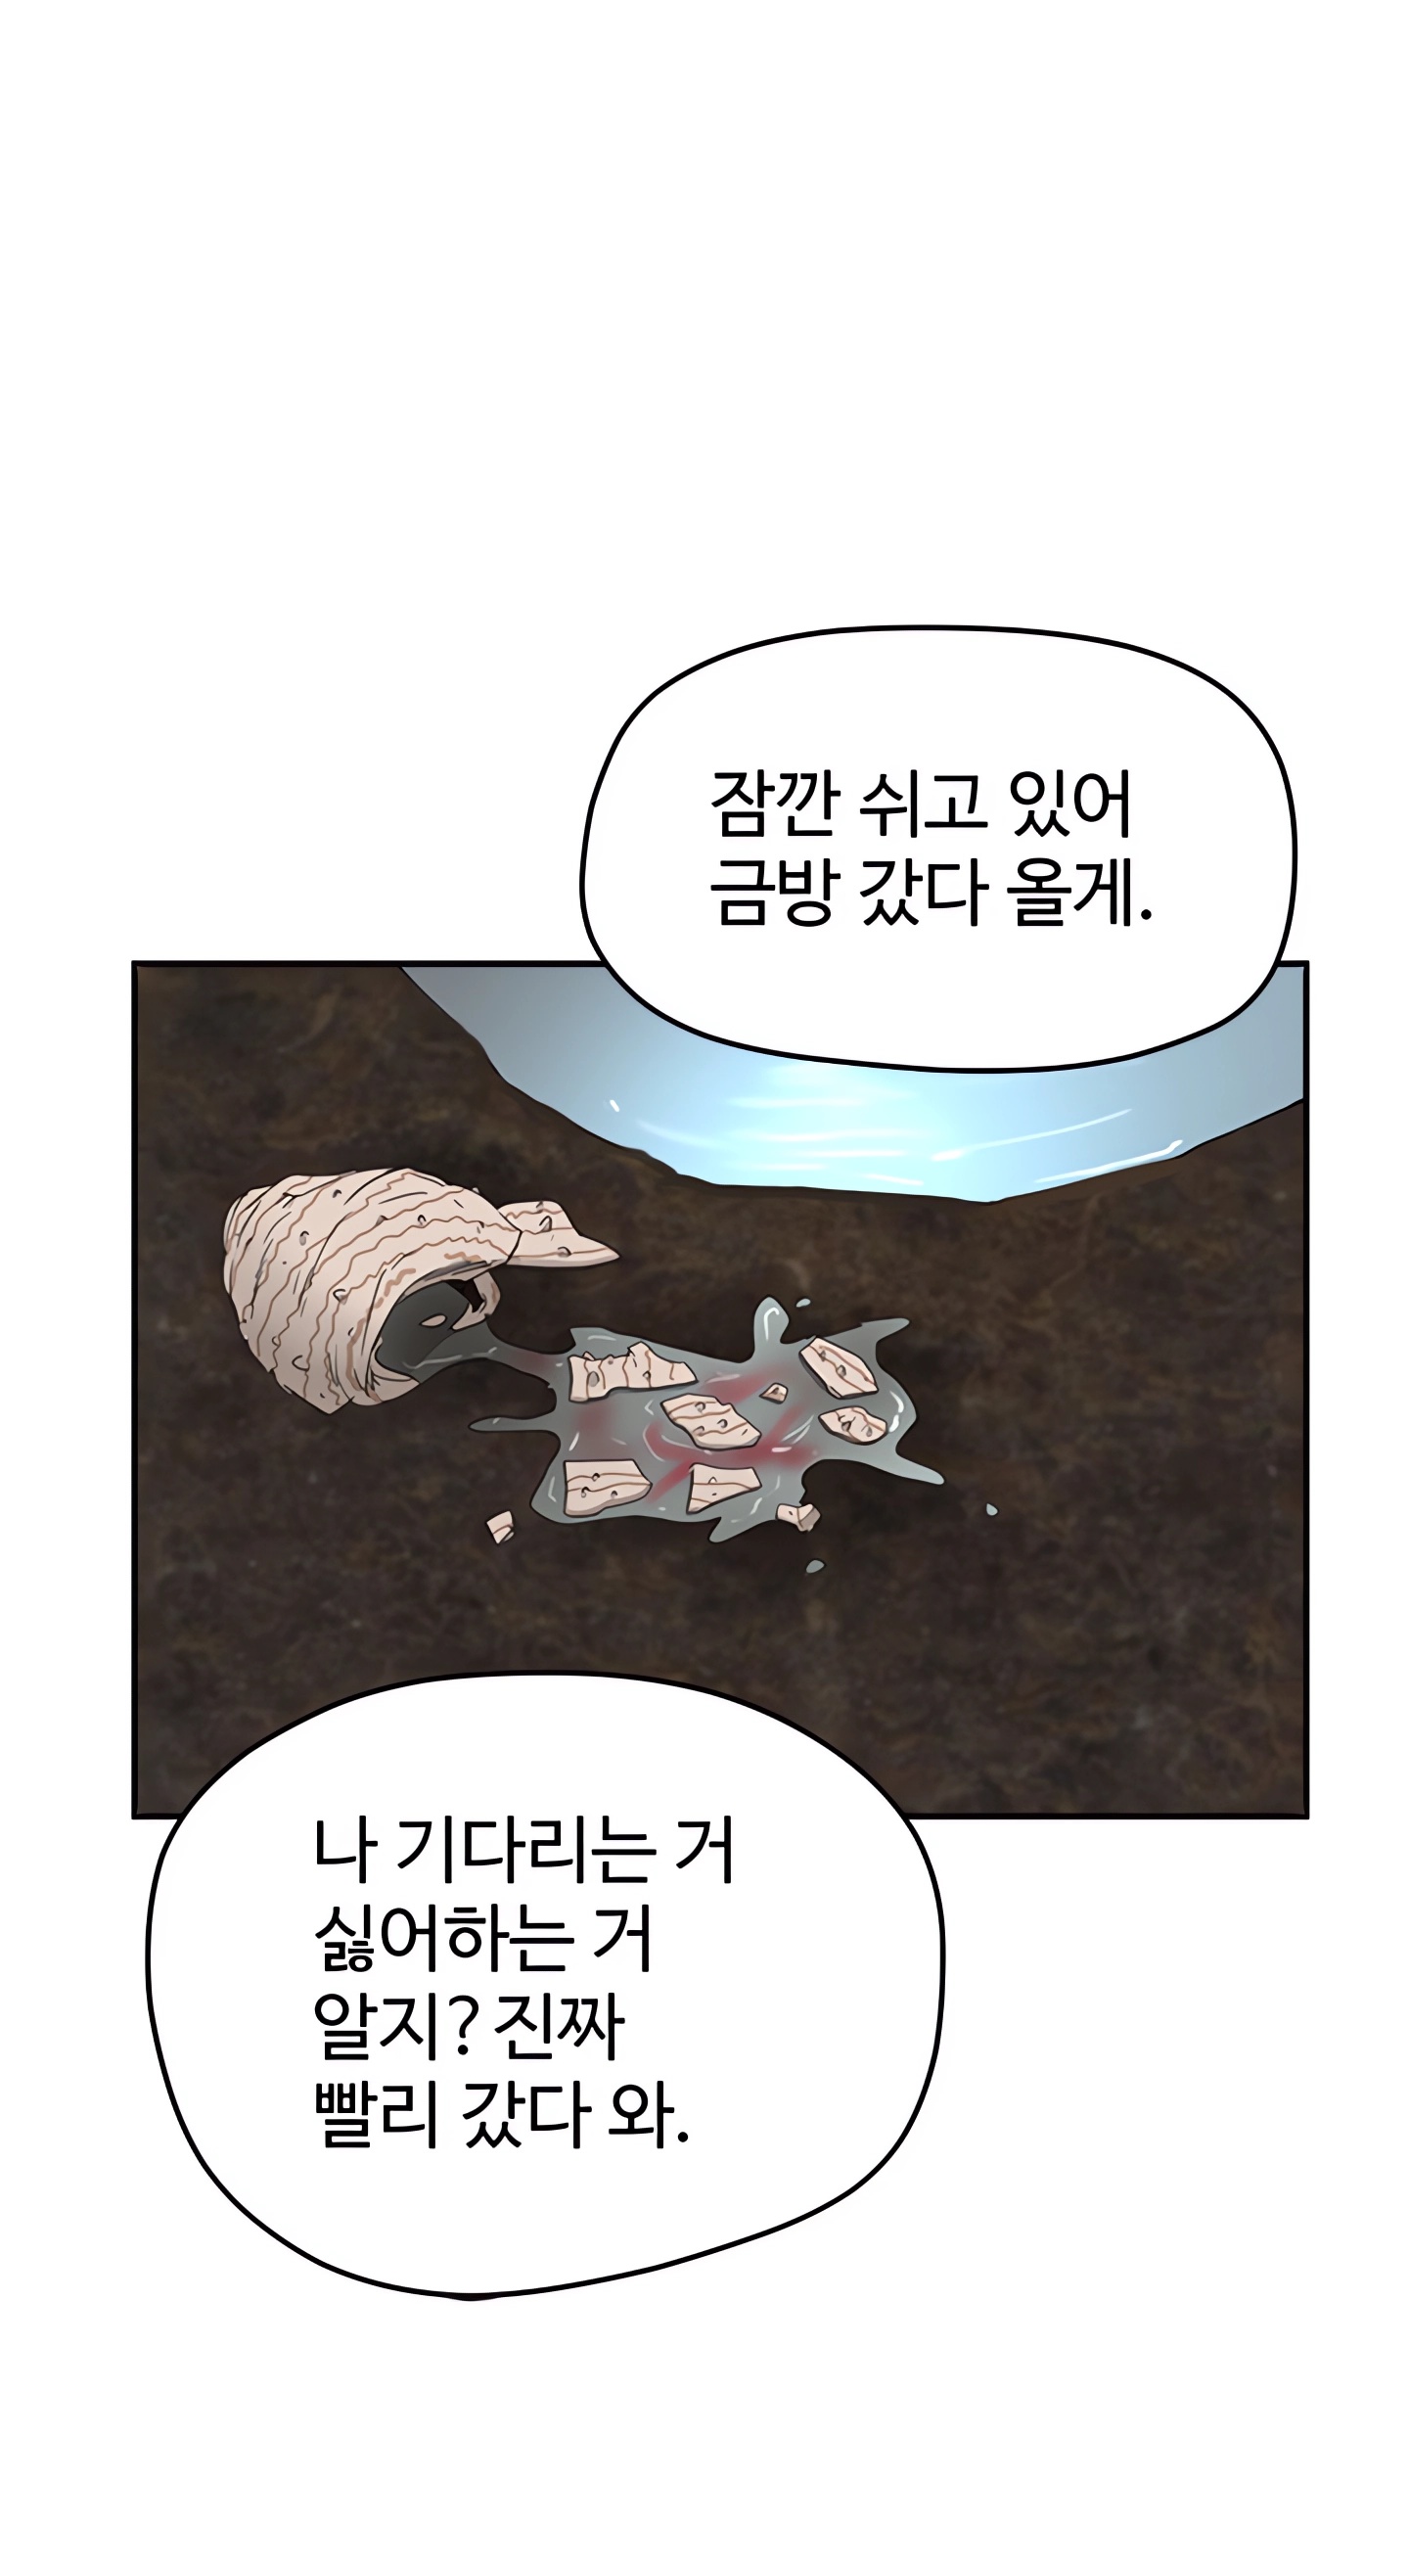 잠깐 쉬고 있어
금방 갔다 올게.
나 기다리는 거
싫어하는 거
알지? 진짜
빨리 갔다 와.